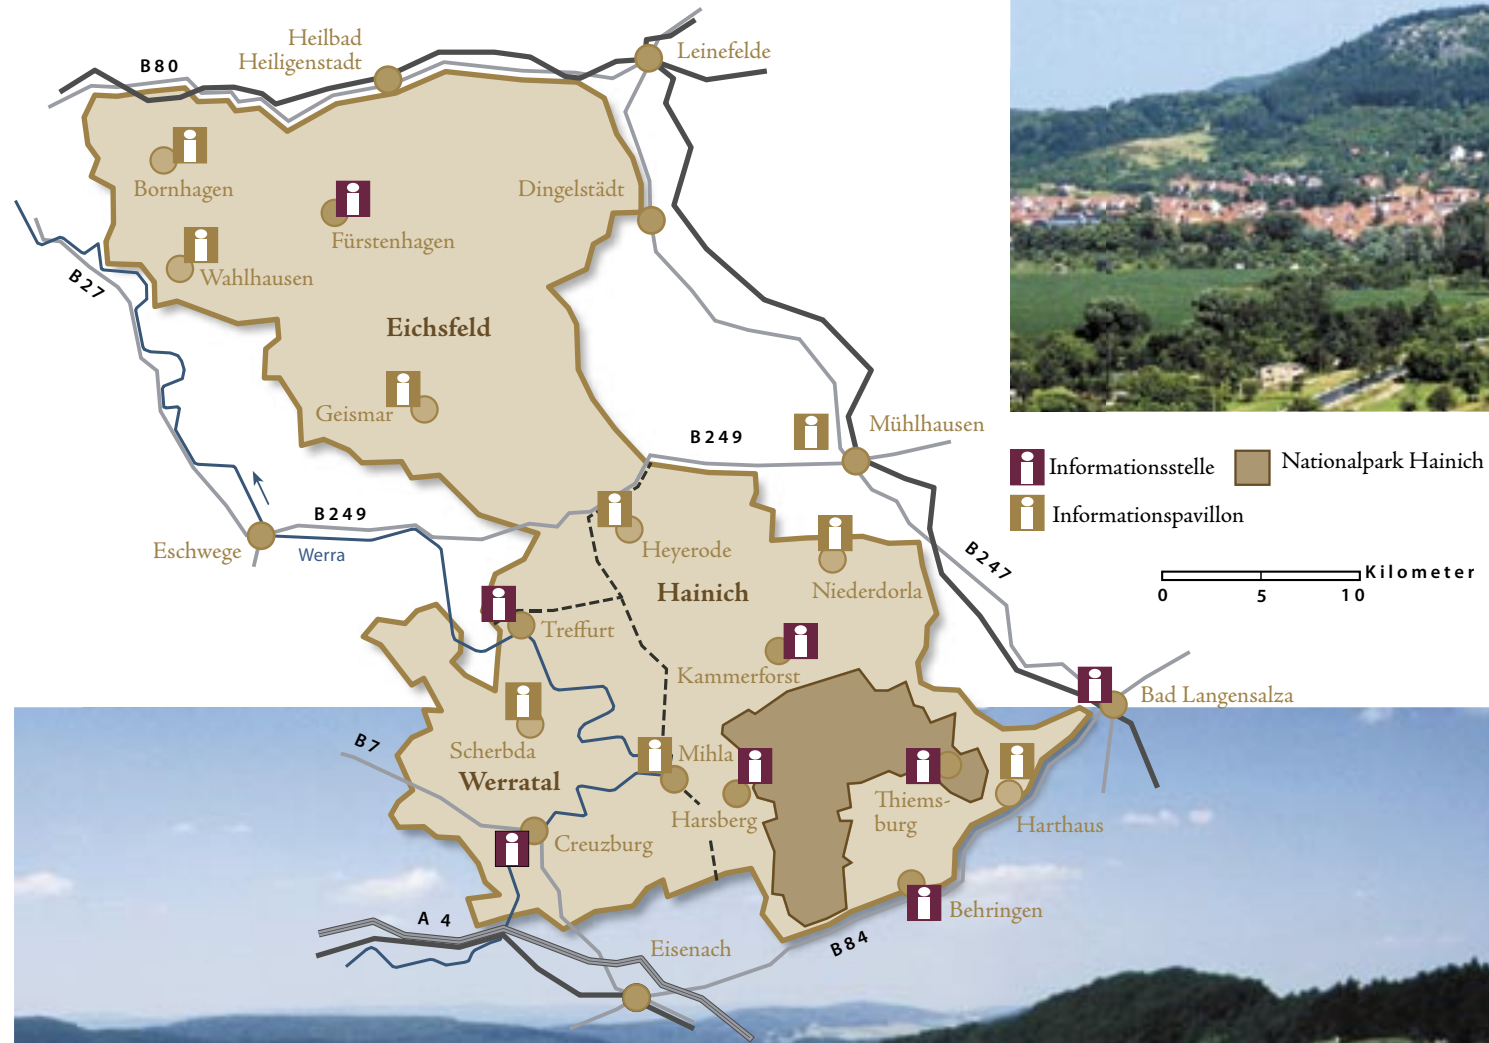 Heilbad
Heiligenstadt
Leinefelde
B80
Bornhagen
Dingelstädt
Fürstenhagen
Wahlhausen
B27
Eichsfeld
Geismar
B249
Mühlhausen
Informationsstelle
Nationalpark Hainich
Informationspavillon
B249
Eschwege
Werra
Heyerode
B247
Kilometer
0 5 10
Hainich
Niederdorla
Treffurt
Kammerforst
Bad Langensalza
B7
Scherbda
Mihla
Werratal
Thiems-
burg
Harsberg
Harthaus
Creuzburg
A 4
Behringen
Eisenach
B84